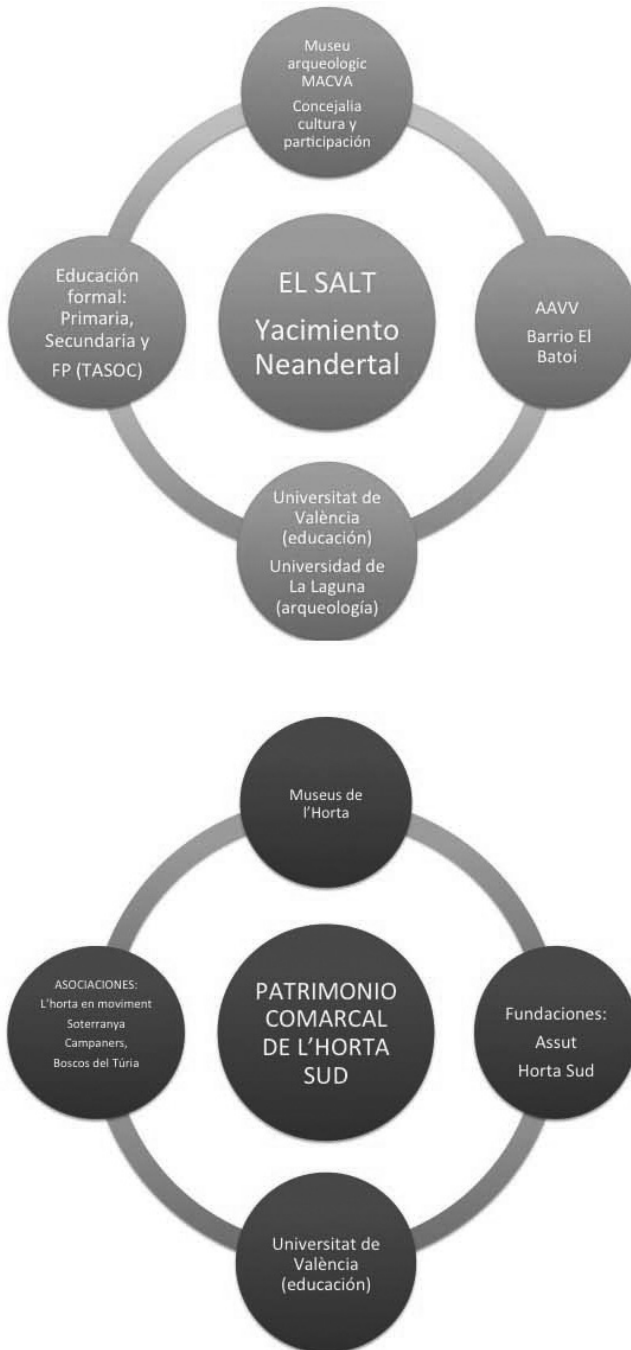 Museu
arqueologic
MACVA
Concejalia
cultura y
participación
Educación
formal:
Primaria,
Secundaria y
FP (TASOC)
EL SALT
Yacimiento
Neandertal
AAVV
Barrio El
Batoi
Universitat de
València
(educación)
Universidad de
La Laguna
(arqueología)
Museus de
l'Horta
ASOCIACIONES:
L'horta en moviment
Soterranya
Campaners,
Boscos del Túria
PATRIMONIO
COMARCAL
DE L'HORTA
SUD
Fundaciones:
Assut
Horta Sud
Universitat de
València
(educación)